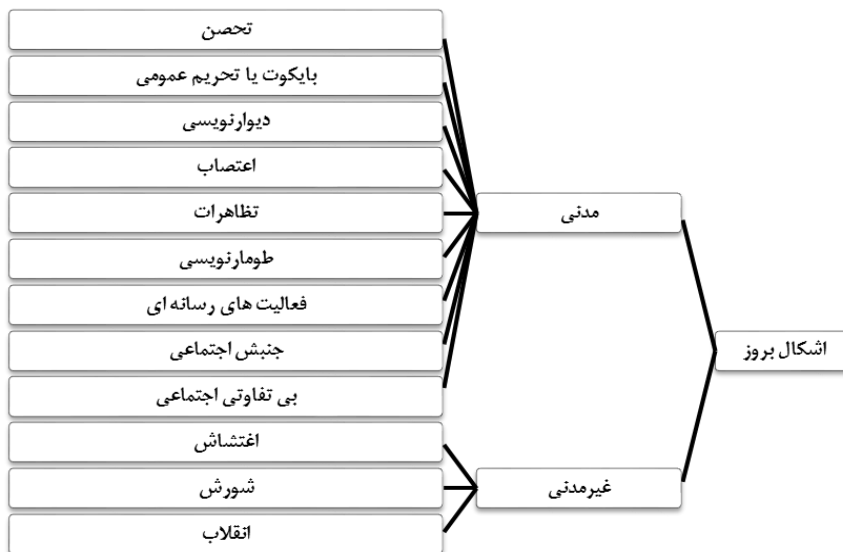 اشکال بروز
مدنی
تحصن
بایکوت یا تحریم عمومی
دیوارنویسی
اعتصاب
تظاهرات
طومارنویسی
فعالیت های رسانه ای
جنبش اجتماعی
بی تفاوتی اجتماعی
غیرمدنی
اغتشاش
شورش
انقلاب